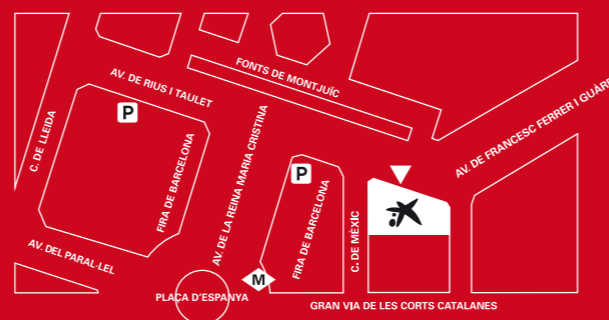 FONTS DE MONTJUÏC
AV. DE RIUS I TAULET
AV. DE FRANCESC FERRER I GUÀRD
P
C. DE LLEIDA
FIRA DE BARCELONA
AV. DE LA REINA MARIA CRISTINA
P
FIRA DE BARCELONA
C. DE MÈXIC
AV. DEL PARAL·LEL
M
PLAÇA D'ESPANYA
GRAN VIA DE LES CORTS CATALANES